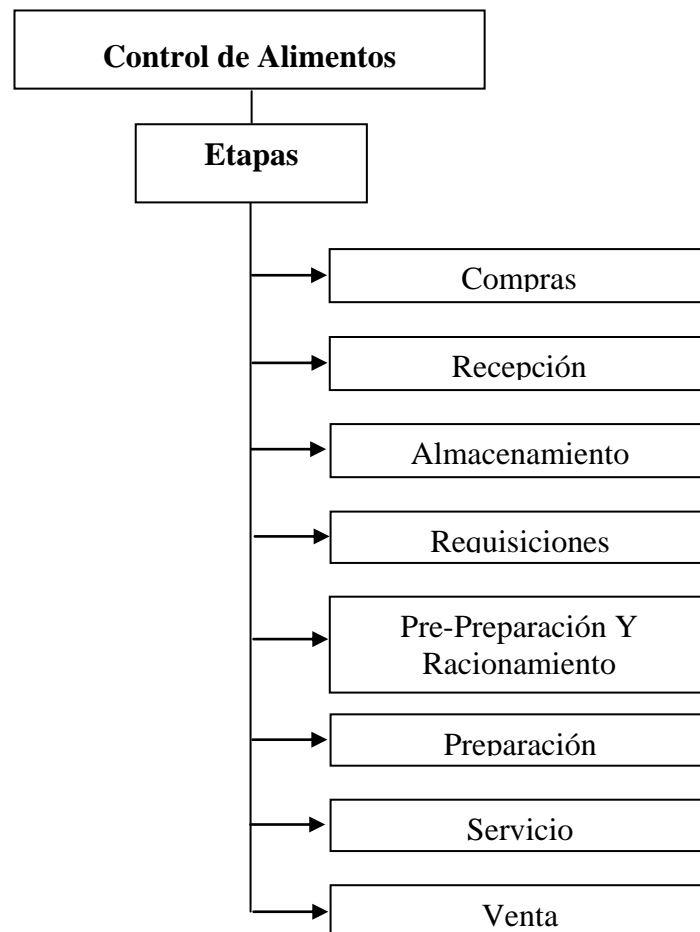 Control de Alimentos
Etapas
Compras
Recepción
Almacenamiento
Requisiciones
Pre-Preparación Y
Racionamiento
Preparación
Servicio
Venta